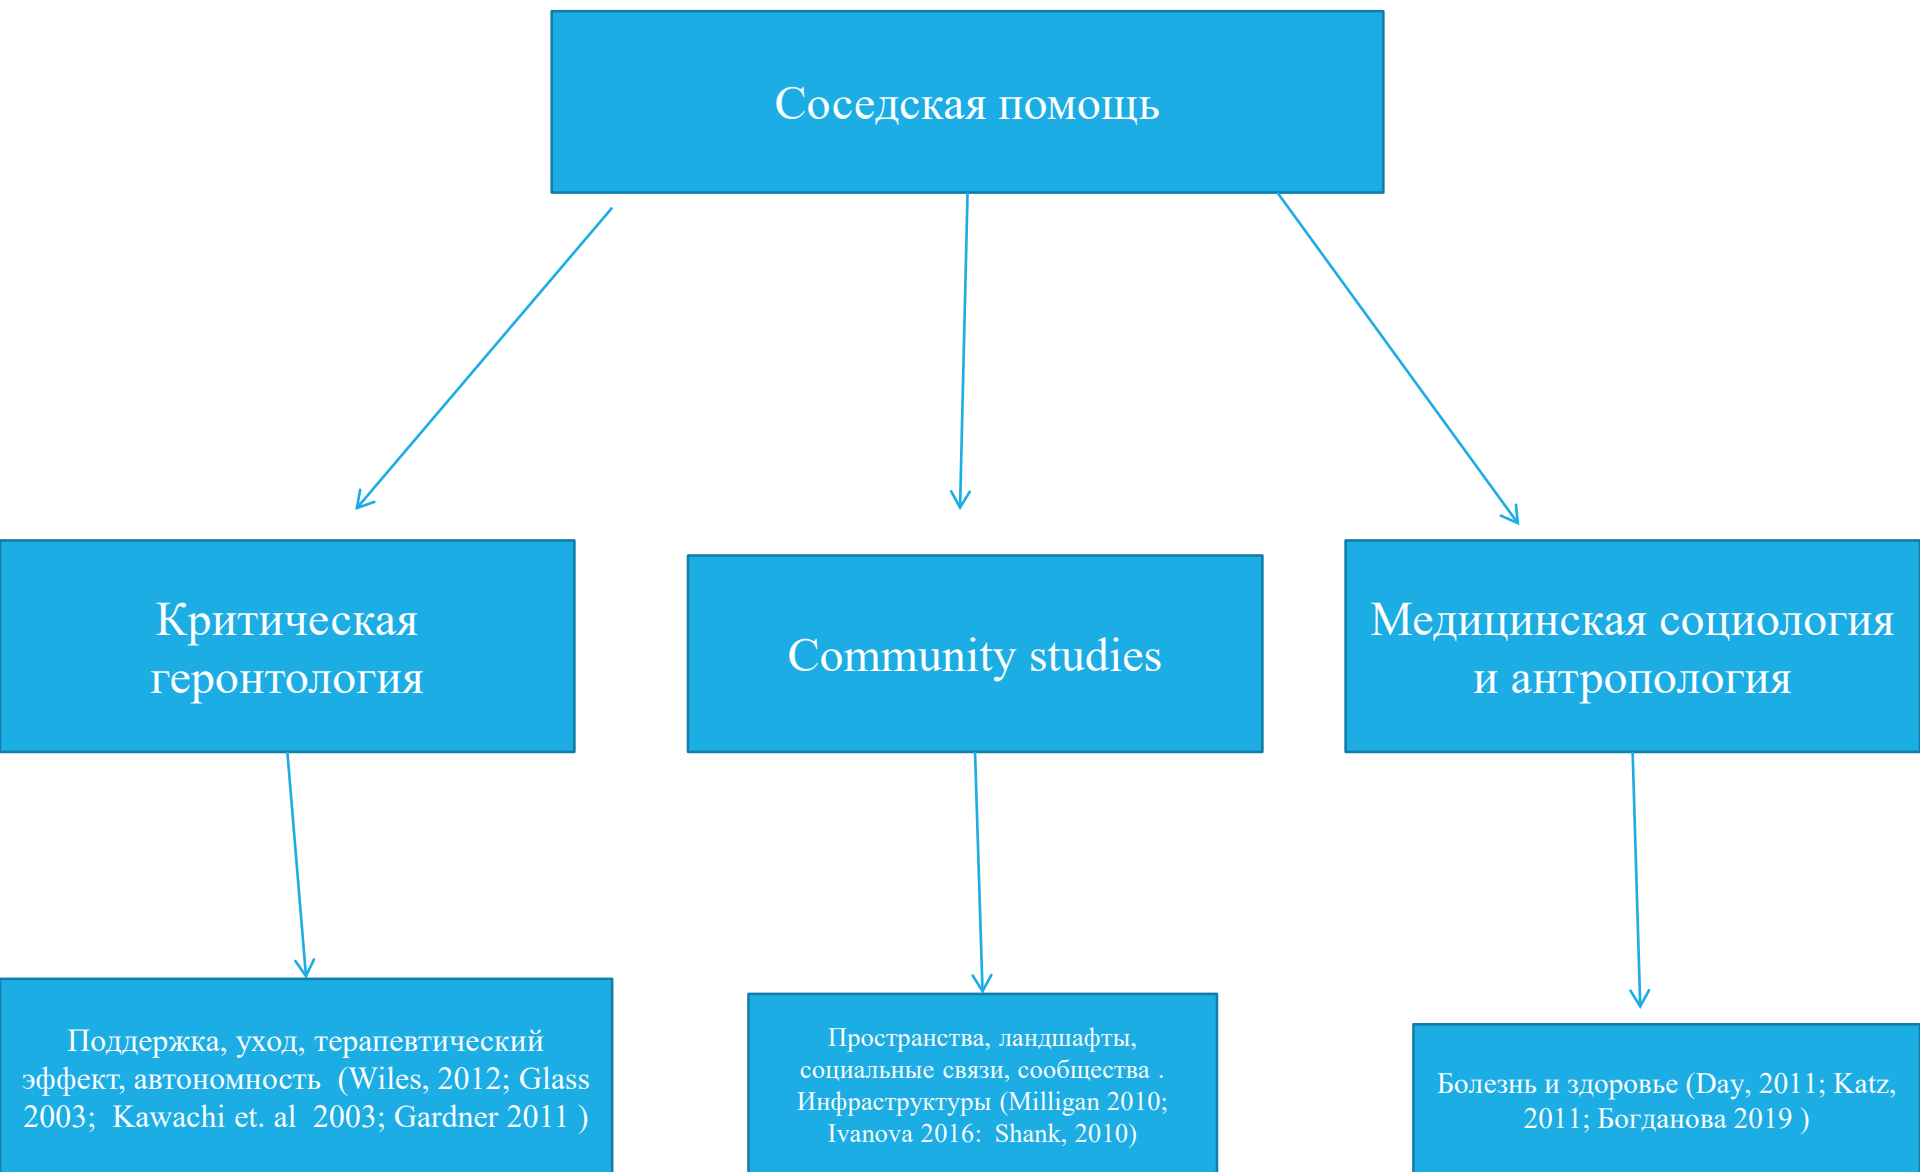 Соседская помощь
Критическая
геронтология
Community studies
Медицинская социология
и антропология
Поддержка, уход, терапевтический
эффект, автономность  (Wiles, 2012; Glass
2003;  Kawachi et. al  2003; Gardner 2011 )
Пространства, ландшафты,
социальные связи, сообщества .
Инфраструктуры (Milligan 2010;
Ivanova 2016:  Shank, 2010)
Болезнь и здоровье (Day, 2011; Katz,
2011; Богданова 2019 )